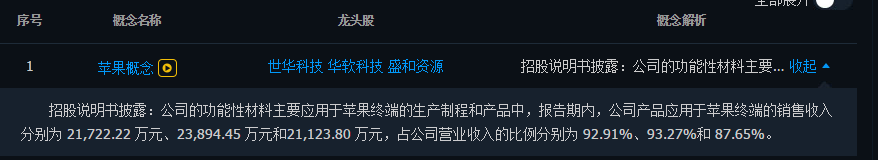 全部展开
序号 概念名称 龙头股 概念解析
1 苹果概念 世华科技 华软科技 盛和资源 招股说明书披露：公司的功能性材料主要... 收起
招股说明书披露：公司的功能性材料主要应用于苹果终端的生产制程和产品中，报告期内，公司产品应用于苹果终端的销售收入
分别为 21,722.22 万元、23,894.45 万元和21,123.80 万元，占公司营业收入的比例分别为 92.91%、93.27%和 87.65%。